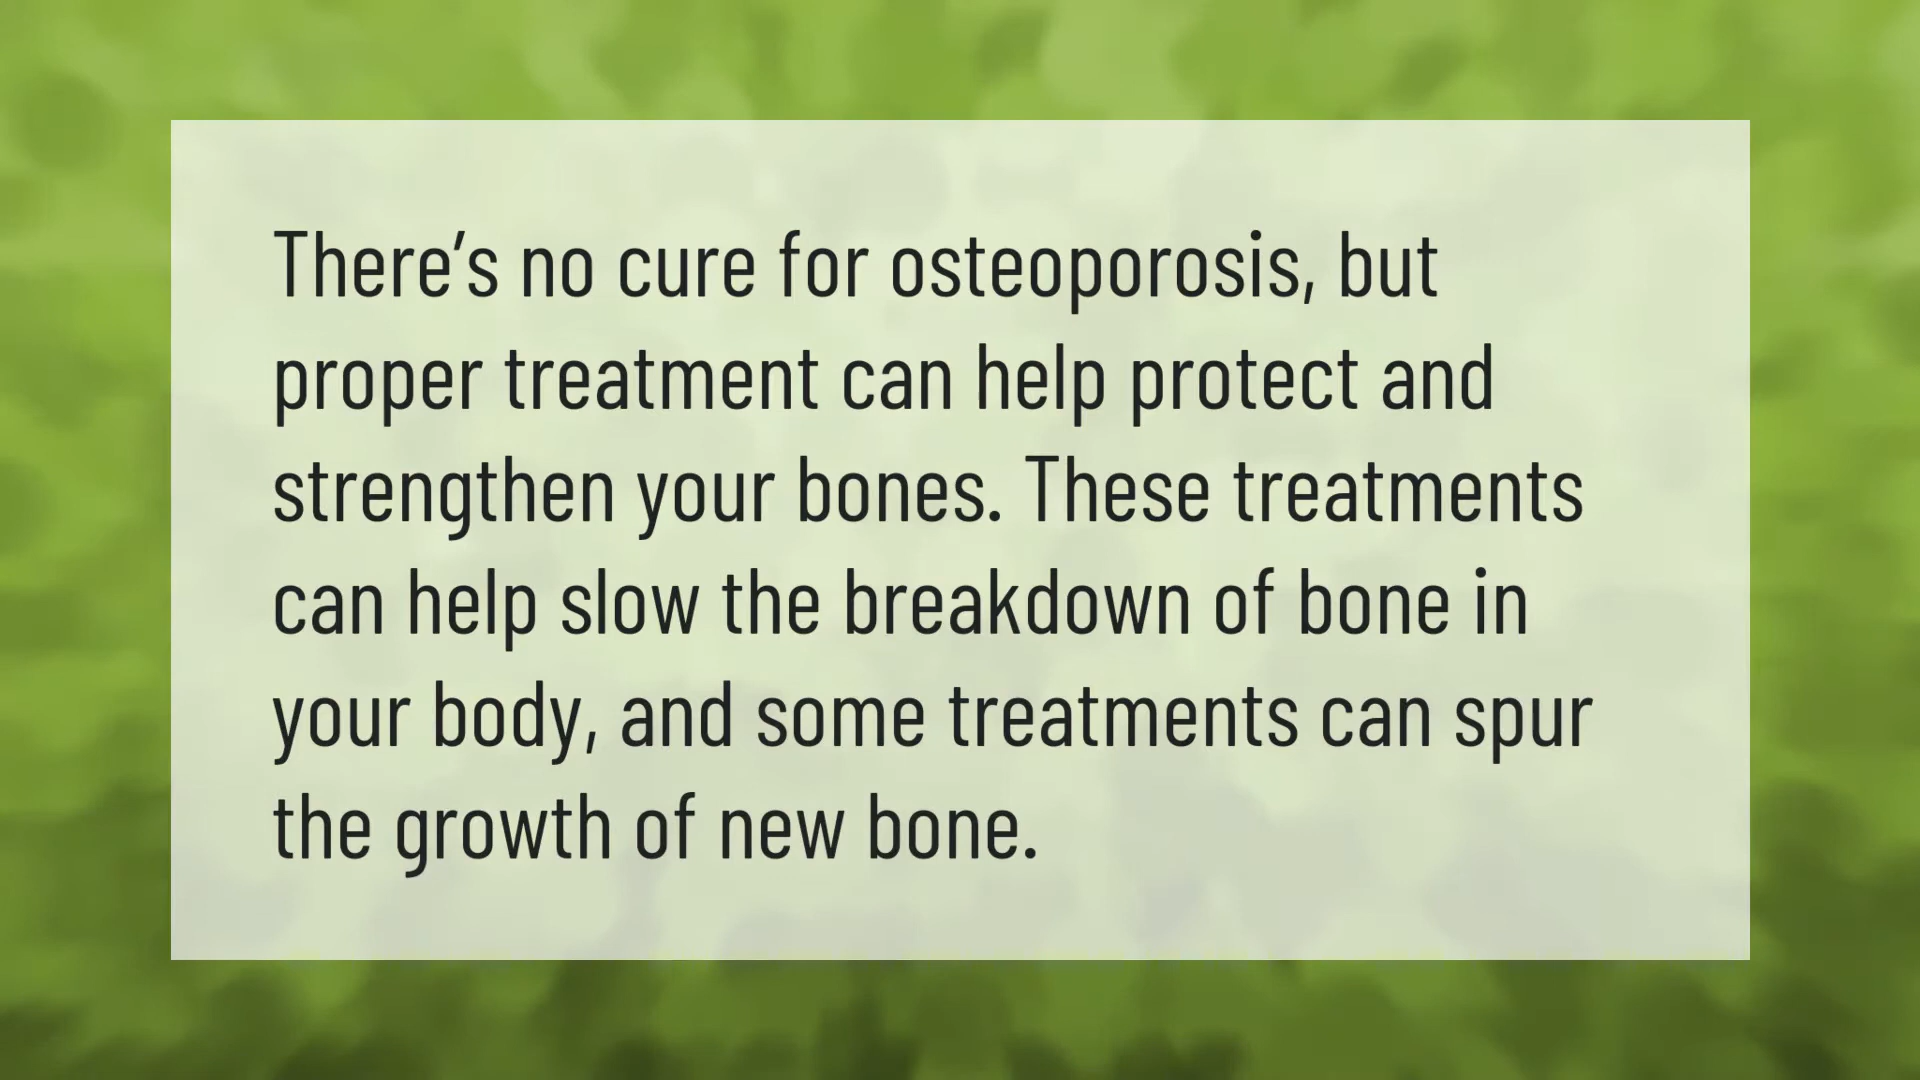 There’s no cure for osteoporosis, but
proper treatment can help protect and
strengthen your bones. These treatments
can help slow the breakdown of bone in
your body, and some treatments can spur
the growth of new bone.